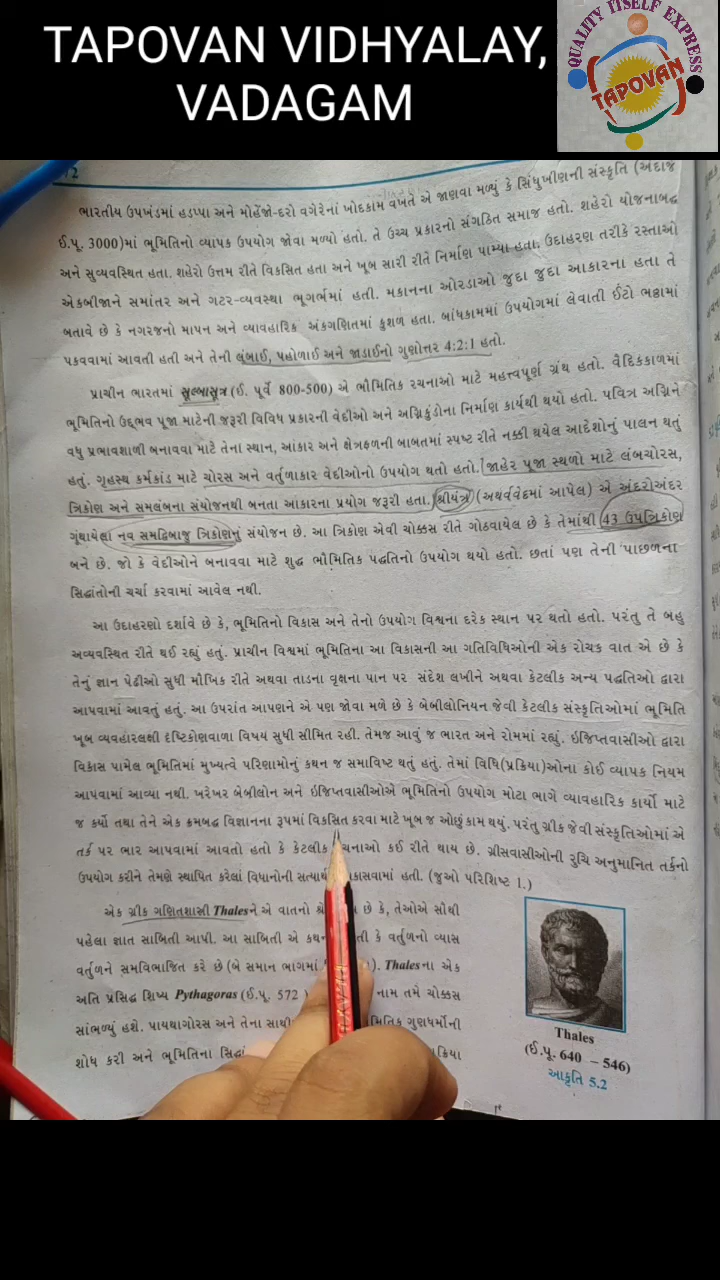 TAPOVAN VIDHYALAY,
VADAGAM
QUALITY ITSELF EXPRESS
TAPOVAN
72
ભારતીય ઉપખંડમાં હડપ્પા અને મોહેંજો-દરો વગેરેનાં ખોદકામ વખતે એ જાણવા મળ્યું કે સિંધુખીણની સંસ્કૃતિ (અંદાજે
ઈ.પૂ. 3000)માં ભૂમિતિનો વ્યાપક ઉપયોગ જોવા મળ્યો હતો. તે ઉચ્ચ પ્રકારનો સંગઠિત સમાજ હતો. શહેરો યોજનાબદ્ધ
અને સુવ્યવસ્થિત હતા. શહેરો ઉત્તમ રીતે વિકસિત હતા અને ખૂબ સારી રીતે નિર્માણ પામ્યા હતા. ઉદાહરણ તરીકે રસ્તાઓ
એકબીજાને સમાંતર અને ગટર-વ્યવસ્થા ભૂગર્ભમાં હતી. મકાનના ઓરડાઓ જુદા જુદા આકારના હતા તે
બતાવે છે કે નગરજનો માપન અને વ્યાવહારિક અંકગણિતમાં કુશળ હતા. બાંધકામમાં ઉપયોગમાં લેવાતી ઈંટો ભઠ્ઠામાં
પકવવામાં આવતી હતી અને તેની લંબાઈ, પહોળાઈ અને જાડાઈનો ગુણોત્તર 4:2:1 હતો.
પ્રાચીન ભારતમાં સુલ્બાસૂત્ર (ઈ. પૂર્વે 800-500) એ ભૌમિતિક રચનાઓ માટે મહત્ત્વપૂર્ણ ગ્રંથ હતો. વૈદિકકાળમાં
ભૂમિતિનો ઉદ્ભવ પૂજા માટેની જરૂરી વિવિધ પ્રકારની વેદીઓ અને અગ્નિકુંડોના નિર્માણ કાર્યથી થયો હતો. પવિત્ર અગ્નિને
વધુ પ્રભાવશાળી બનાવવા માટે તેના સ્થાન, આકાર અને ક્ષેત્રફળની બાબતમાં સ્પષ્ટ રીતે નક્કી થયેલ આદેશોનું પાલન થતું
હતું. ગૃહસ્થ કર્મકાંડ માટે ચોરસ અને વર્તુળાકાર વેદીઓનો ઉપયોગ થતો હતો. જાહેર પૂજા સ્થળો માટે લંબચોરસ,
ત્રિકોણ અને સમલંબના સંયોજનથી બનતા આકારના પ્રયોગ જરૂરી હતા. શ્રીયંત્ર (અથર્વવેદમાં આપેલ) એ અંદરોઅંદર
ગૂંથાયેલા નવ સમદ્વિબાજુ ત્રિકોણનું સંયોજન છે. આ ત્રિકોણ એવી ચોક્કસ રીતે ગોઠવાયેલ છે કે તેમાંથી 43 ઉપત્રિકોણ
બને છે. જો કે વેદીઓને બનાવવા માટે શુદ્ધ ભૌમિતિક પદ્ધતિનો ઉપયોગ થયો હતો. છતાં પણ તેની પાછળના
સિદ્ધાંતોની ચર્ચા કરવામાં આવેલ નથી.
આ ઉદાહરણો દર્શાવે છે કે, ભૂમિતિનો વિકાસ અને તેનો ઉપયોગ વિશ્વના દરેક સ્થાન પર થતો હતો. પરંતુ તે બહુ
અવ્યવસ્થિત રીતે થઈ રહ્યું હતું. પ્રાચીન વિશ્વમાં ભૂમિતિના આ વિકાસની આ ગતિવિધિઓની એક રોચક વાત એ છે કે
તેનું જ્ઞાન પેઢીઓ સુધી મૌખિક રીતે અથવા તાડના વૃક્ષના પાન પર સંદેશ લખીને અથવા કેટલીક અન્ય પદ્ધતિઓ દ્વારા
આપવામાં આવતું હતું. આ ઉપરાંત આપણને એ પણ જોવા મળે છે કે બેબીલોનિયન જેવી કેટલીક સંસ્કૃતિઓમાં ભૂમિતિ
ખૂબ વ્યવહારલક્ષી દૃષ્ટિકોણવાળા વિષય સુધી સીમિત રહી. તેમજ આવું જ ભારત અને રોમમાં રહ્યું. ઇજિપ્તવાસીઓ દ્વારા
વિકાસ પામેલ ભૂમિતિમાં મુખ્યત્વે પરિણામોનું કથન જ સમાવિષ્ટ થતું હતું. તેમાં વિધિ(પ્રક્રિયા)ઓના કોઈ વ્યાપક નિયમ
આપવામાં આવ્યા નથી. ખરેખર બેબીલોન અને ઇજિપ્તવાસીઓએ ભૂમિતિનો ઉપયોગ મોટા ભાગે વ્યાવહારિક કાર્યો માટે
જ કર્યો તથા તેને એક ક્રમબદ્ધ વિજ્ઞાનના રૂપમાં વિકસિત કરવા માટે ખૂબ જ ઓછું કામ થયું. પરંતુ ગ્રીક જેવી સંસ્કૃતિઓમાં એ
તર્ક પર ભાર આપવામાં આવતો હતો કે કેટલીક રચનાઓ કઈ રીતે થાય છે. ગ્રીસવાસીઓની રુચિ અનુમાનિત તર્કનો
ઉપયોગ કરીને તેમણે સ્થાપિત કરેલાં વિધાનોની સત્યાર્થ કાસવામાં હતી. (જુઓ પરિશિષ્ટ 1.)
એક ગ્રીક ગણિતશાસ્ત્રી Thalesને એ વાતનો છે કે, તેઓએ સૌથી
પહેલા જ્ઞાત સાબિતી આપી. આ સાબિતી એ કથન કે વર્તુળનો વ્યાસ
વર્તુળને સમવિભાજિત કરે છે (બે સમાન ભાગમાં ). Thalesના એક
અતિ પ્રસિદ્ધ શિષ્ય Pythagoras (ઈ.પૂ. 572 નામ તમે ચોક્કસ
સાંભળ્યું હશે. પાયથાગોરસ અને તેના સાથી મિતિક ગુણધર્મોની
શોધ કરી અને ભૂમિતિના
Thales
(ઈ.પૂ. 640 – 546)
આકૃતિ 5.2